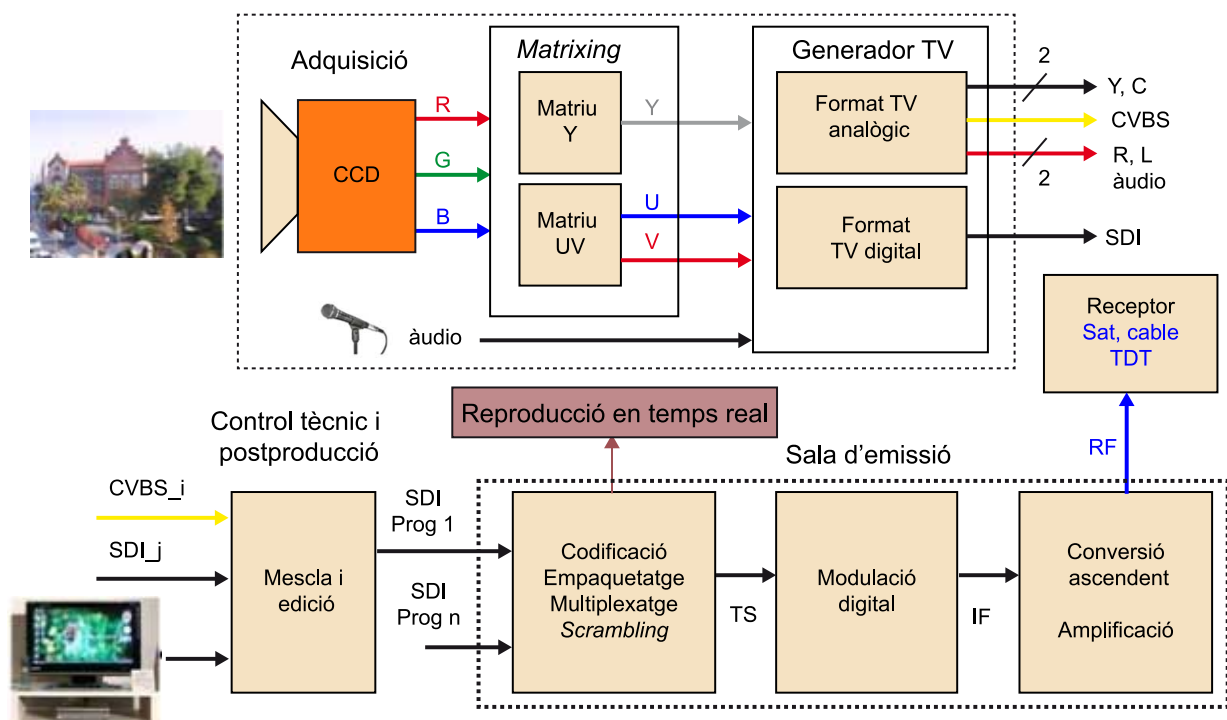 Adquisició
Matrixing
Generador TV
CCD
R
G
B
Matriu
Y
Matriu
UV
Y
U
V
Format TV
analògic
Format
TV digital
2
Y, C
CVBS
R, L
àudio
2
SDI
àudio
Receptor
Sat, cable
TDT
RF
Reproducció en temps real
Control tècnic i
postproducció
Sala d'emissió
CVBS_i
SDI_j
Mescla i
edició
SDI
Prog 1
SDI
Prog n
Codificació
Empaquetatge
Multiplexatge
Scrambling
TS
Modulació
digital
IF
Conversió
ascendent
Amplificació